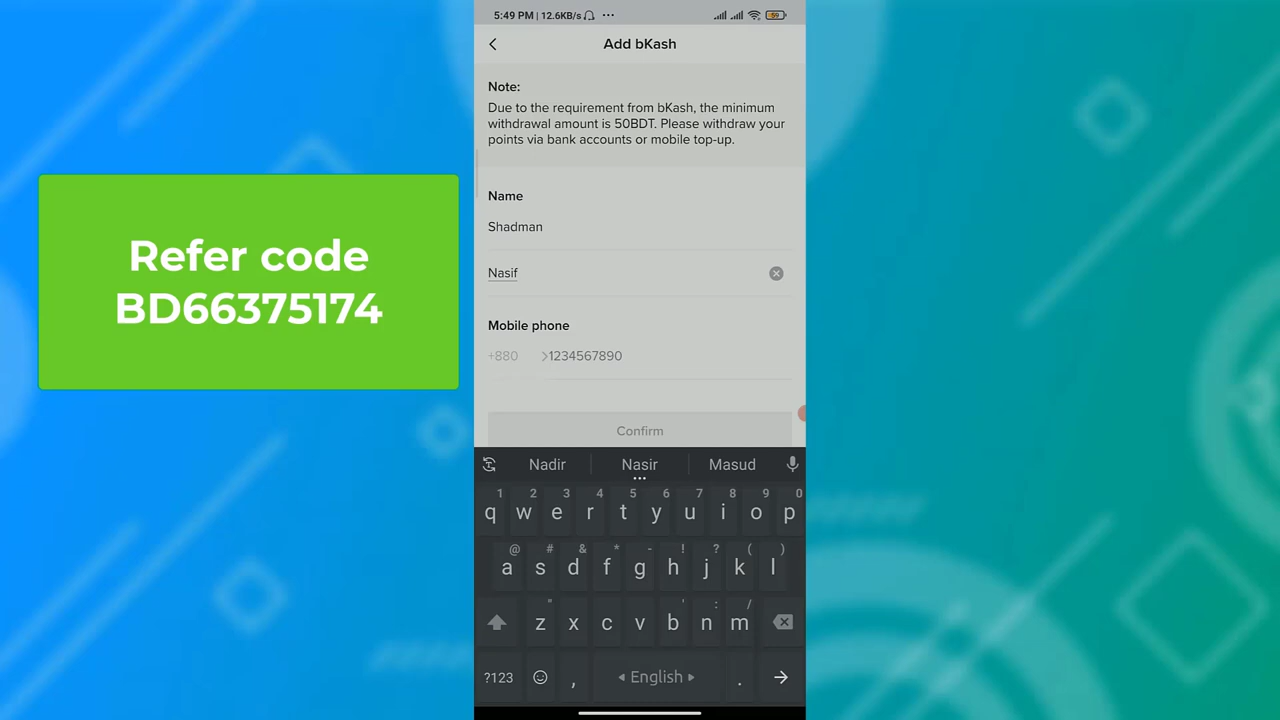 Refer code
BD66375174
5:49 PM | 12.6KB/s
59
Add bKash
Note:
Due to the requirement from bKash, the minimum
withdrawal amount is 50BDT. Please withdraw your
points via bank accounts or mobile top-up.
Name
Shadman
Nasif
Mobile phone
+880 >1234567890
Confirm
Nadir Nasir Masud
1 2 3 4 5 6 7 8 9 0
q w e r t y u i o p
@ # & * - ! ? ( )
a s d f g h j k l
" ' : ; /
z x c v b n m
?123 , English .